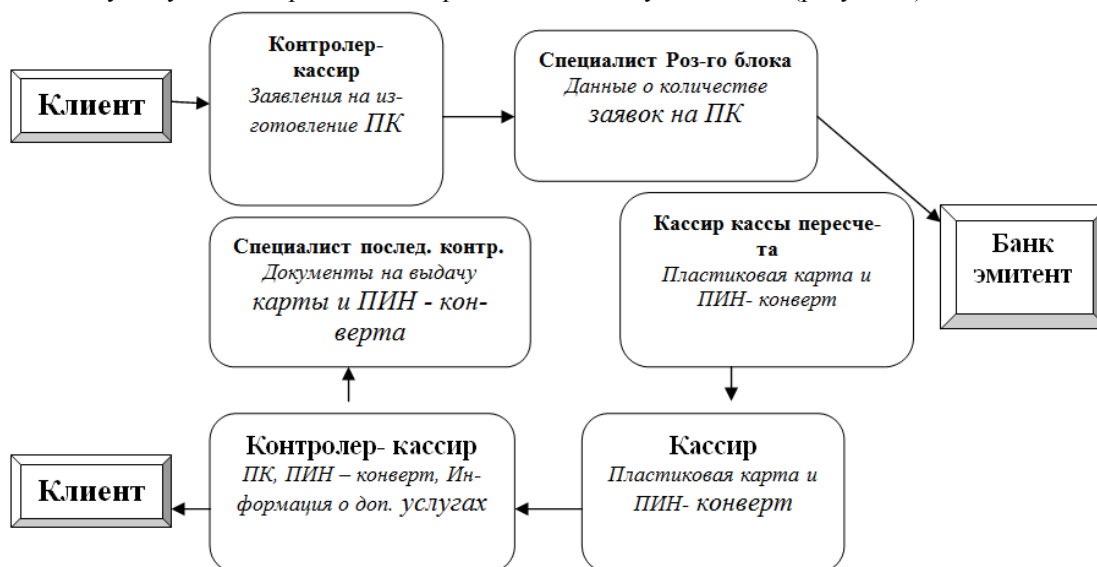 Контролер-
кассир
Заявления на из-
готовление ПК
Клиент
Специалист Роз-го блока
Данные о количестве
заявок на ПК
Специалист послед. контр.
Документы на выдачу
карты и ПИН - кон-
верта
Кассир кассы пересче-
та
Пластиковая карта и
ПИН- конверт
Банк
эмитент
Клиент
Контролер- кассир
ПК, ПИН – конверт, Ин-
формация о доп. услугах
Кассир
Пластиковая карта и
ПИН- конверт